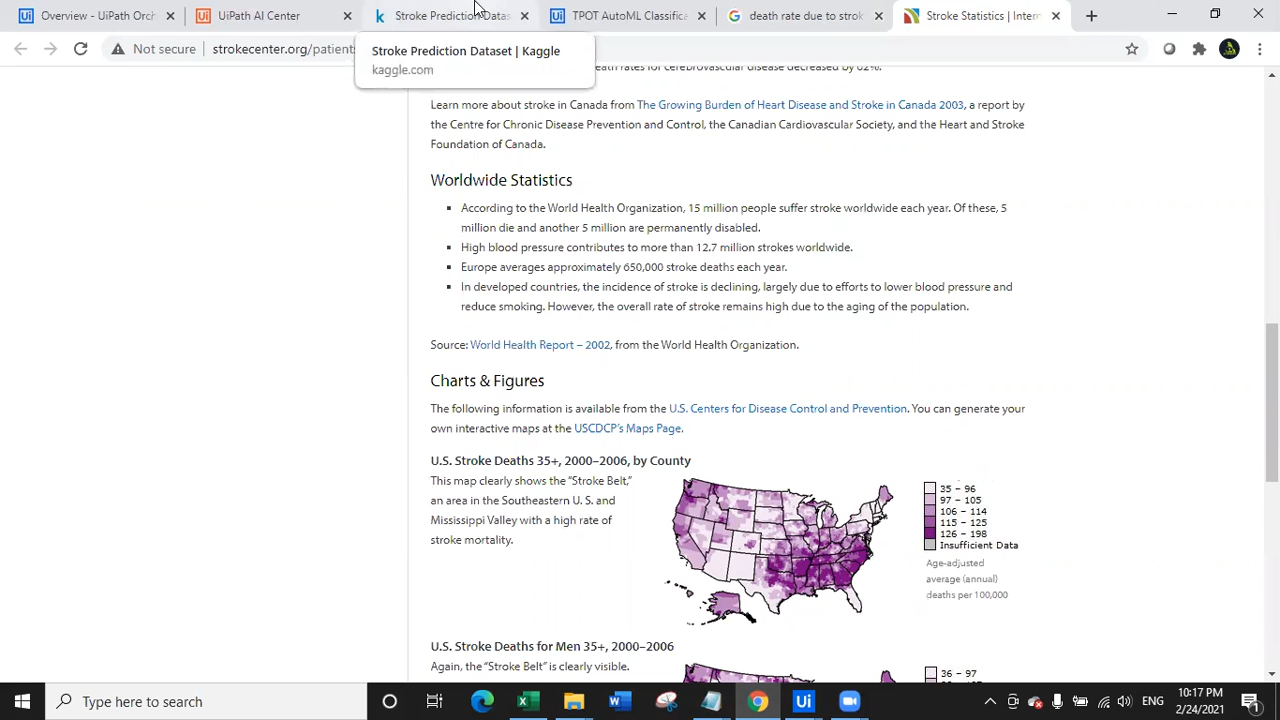 UiPath Orch
Overview - UiPath Orch
UiPath AI Center
Stroke Prediction Datas
TPOT AutoML Classifica
death rate due to strok
Stroke Statistics | Intern
Not secure
strokecenter.org/patients
Stroke Prediction Dataset | Kaggle
kaggle.com
death rates for cerebrovascular disease decreased by 62%.
Learn more about stroke in Canada from The Growing Burden of Heart Disease and Stroke in Canada 2003, a report by
the Centre for Chronic Disease Prevention and Control, the Canadian Cardiovascular Society, and the Heart and Stroke
Foundation of Canada.
Worldwide Statistics
According to the World Health Organization, 15 million people suffer stroke worldwide each year. Of these, 5
million die and another 5 million are permanently disabled.
High blood pressure contributes to more than 12.7 million strokes worldwide.
Europe averages approximately 650,000 stroke deaths each year.
In developed countries, the incidence of stroke is declining, largely due to efforts to lower blood pressure and
reduce smoking. However, the overall rate of stroke remains high due to the aging of the population.
Source: World Health Report – 2002, from the World Health Organization.
Charts & Figures
The following information is available from the U.S. Centers for Disease Control and Prevention. You can generate your
own interactive maps at the USCDCP's Maps Page.
U.S. Stroke Deaths 35+, 2000–2006, by County
This map clearly shows the “Stroke Belt,”
an area in the Southeastern U. S. and
Mississippi Valley with a high rate of
stroke mortality.
35 - 96
97 - 105
106 - 114
115 - 125
126 - 198
Insufficient Data
Age-adjusted
average (annual)
deaths per 100,000
U.S. Stroke Deaths for Men 35+, 2000–2006
Again, the “Stroke Belt” is clearly visible.
36 - 97
Type here to search
ENG
10:17 PM
2/24/2021